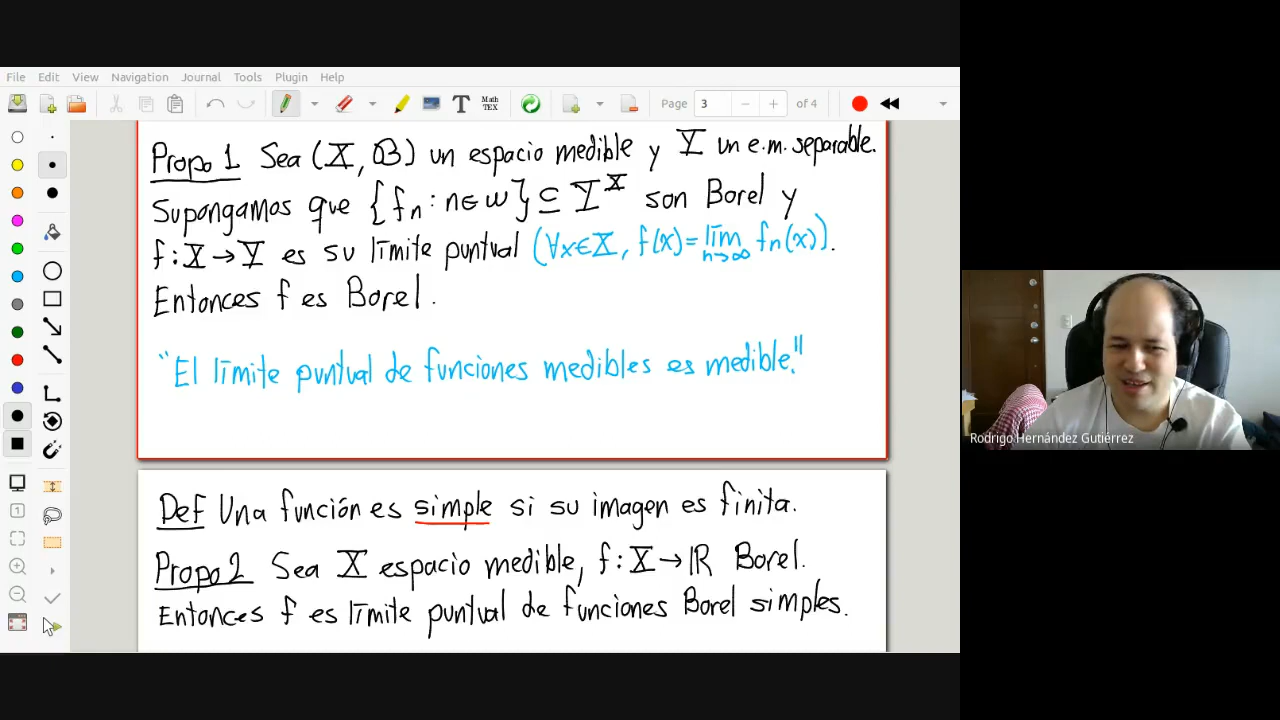 File Edit View Navigation Journal Tools Plugin Help
Math TEX Page 3 of 4
Propo 1 Sea (X, B) un espacio medible y Y un e.m. separable.
Supongamos que {fn : n∈ω} ⊆ Y^X son Borel y
f: X → Y es su límite puntual (∀x∈X, f(x)= lím n→∞ fn(x)).
Entonces f es Borel.
"El límite puntual de funciones medibles es medible."
Def Una función es simple si su imagen es finita.
Propo 2 Sea X espacio medible, f: X → ℝ Borel.
Entonces f es límite puntual de funciones Borel simples.
Rodrigo Hernández Gutiérrez